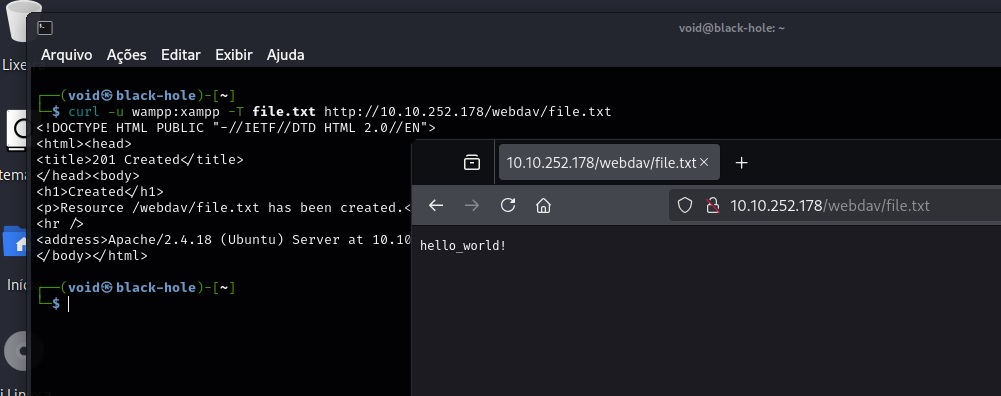 void@black-hole: ~
Arquivo Ações Editar Exibir Ajuda
┌──(void㉿black-hole)-[~]
└─$ curl -u wampp:xampp -T file.txt http://10.10.252.178/webdav/file.txt
<!DOCTYPE HTML PUBLIC "-//IETF//DTD HTML 2.0//EN">
<html><head>
<title>201 Created</title>
</head><body>
<h1>Created</h1>
<p>Resource /webdav/file.txt has been created.<
<hr />
<address>Apache/2.4.18 (Ubuntu) Server at 10.10
</body></html>
┌──(void㉿black-hole)-[~]
└─$
10.10.252.178/webdav/file.txt
10.10.252.178/webdav/file.txt
hello_world!